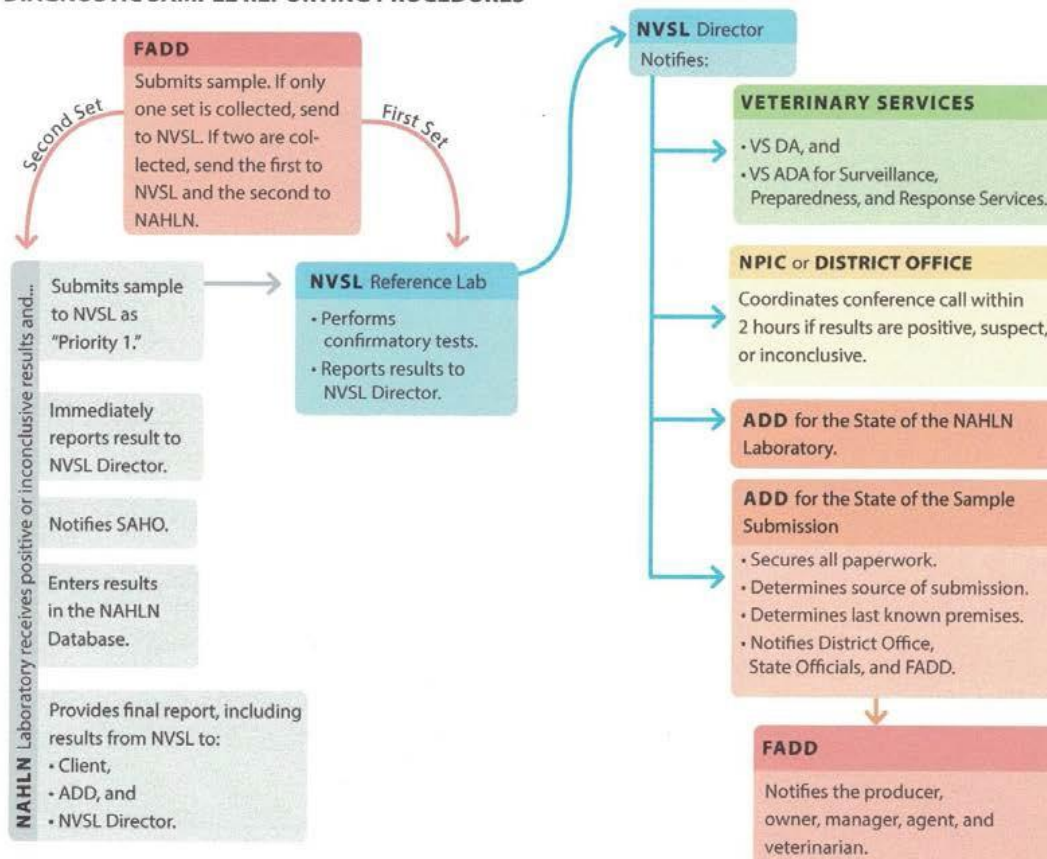 DIAGNOSTIC SAMPLE REPORTING PROCEDURES
FADD
Submits sample. If only
one set is collected, send
to NVSL. If two are col-
lected, send the first to
NVSL and the second to
NAHLN.
Second Set
First Set
NAHLN Laboratory receives positive or inconclusive results and...
Submits sample
to NVSL as
"Priority 1."
Immediately
reports result to
NVSL Director.
Notifies SAHO.
Enters results
in the NAHLN
Database.
Provides final report, including
results from NVSL to:
• Client,
• ADD, and
• NVSL Director.
NVSL Reference Lab
• Performs
confirmatory tests.
• Reports results to
NVSL Director.
NVSL Director
Notifies:
VETERINARY SERVICES
• VS DA, and
• VS ADA for Surveillance,
Preparedness, and Response Services.
NPIC or DISTRICT OFFICE
Coordinates conference call within
2 hours if results are positive, suspect,
or inconclusive.
ADD for the State of the NAHLN
Laboratory.
ADD for the State of the Sample
Submission
• Secures all paperwork.
• Determines source of submission.
• Determines last known premises.
• Notifies District Office,
State Officials, and FADD.
FADD
Notifies the producer,
owner, manager, agent, and
veterinarian.